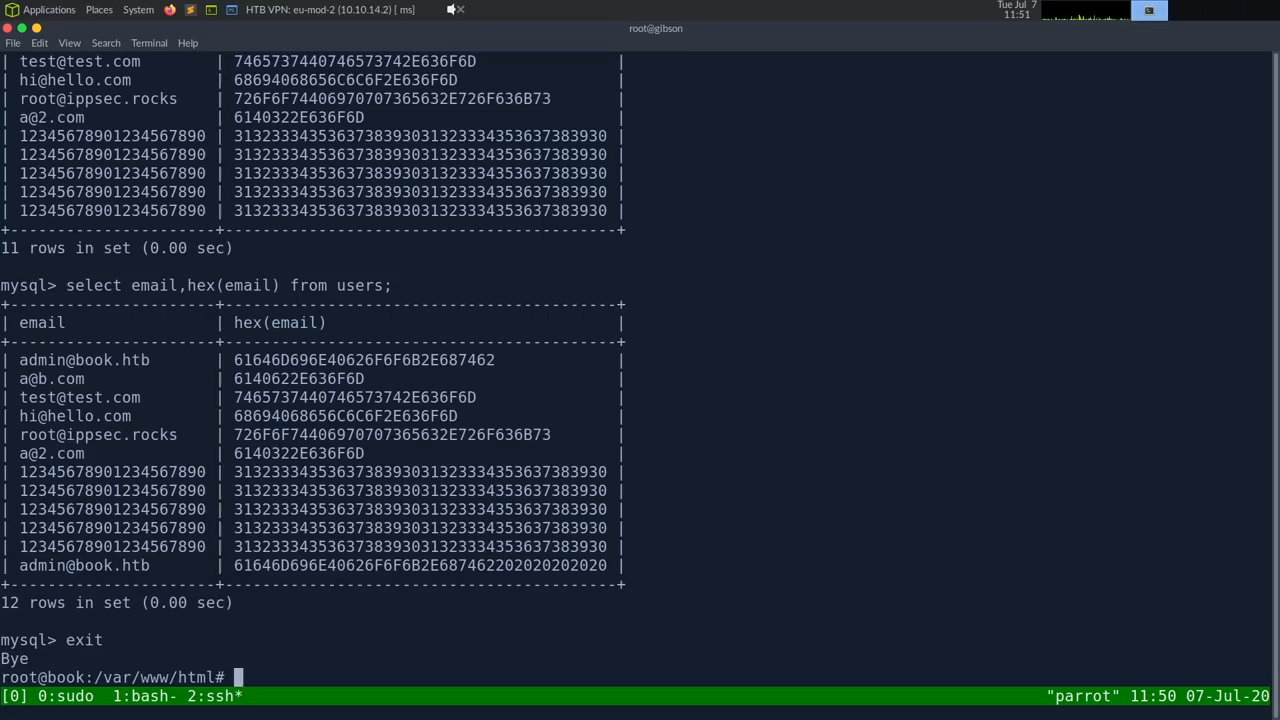 Applications Places System HTB VPN: eu-mod-2 (10.10.14.2) [ ms] Tue Jul 7
11:51
root@gibson
File Edit View Search Terminal Help
| test@test.com | 7465737440746573742E636F6D |
| hi@hello.com | 68694068656C6C6F2E636F6D |
| root@ippsec.rocks | 726F6F74406970707365632E726F636B73 |
| a@2.com | 6140322E636F6D |
| 12345678901234567890 | 3132333435363738393031323334353637383930 |
| 12345678901234567890 | 3132333435363738393031323334353637383930 |
| 12345678901234567890 | 3132333435363738393031323334353637383930 |
| 12345678901234567890 | 3132333435363738393031323334353637383930 |
| 12345678901234567890 | 3132333435363738393031323334353637383930 |
+----------------------+------------------------------------------+
11 rows in set (0.00 sec)
mysql> select email,hex(email) from users;
+----------------------+------------------------------------------+
| email | hex(email) |
+----------------------+------------------------------------------+
| admin@book.htb | 61646D696E40626F6F6B2E687462 |
| a@b.com | 6140622E636F6D |
| test@test.com | 7465737440746573742E636F6D |
| hi@hello.com | 68694068656C6C6F2E636F6D |
| root@ippsec.rocks | 726F6F74406970707365632E726F636B73 |
| a@2.com | 6140322E636F6D |
| 12345678901234567890 | 3132333435363738393031323334353637383930 |
| 12345678901234567890 | 3132333435363738393031323334353637383930 |
| 12345678901234567890 | 3132333435363738393031323334353637383930 |
| 12345678901234567890 | 3132333435363738393031323334353637383930 |
| 12345678901234567890 | 3132333435363738393031323334353637383930 |
| admin@book.htb | 61646D696E40626F6F6B2E687462202020202020 |
+----------------------+------------------------------------------+
12 rows in set (0.00 sec)
mysql> exit
Bye
root@book:/var/www/html#
[0] 0:sudo 1:bash- 2:ssh* "parrot" 11:50 07-Jul-20